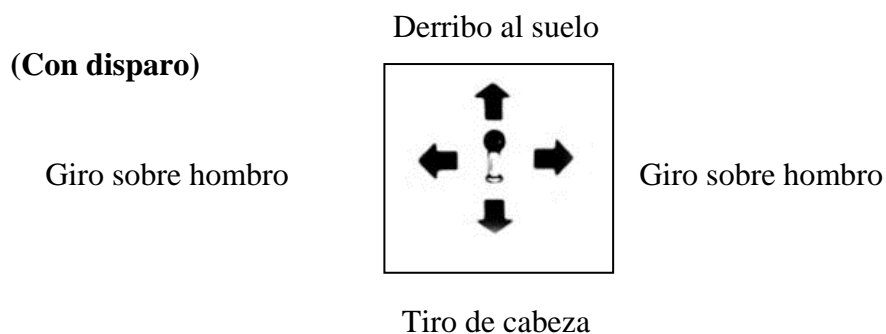 Derribo al suelo
(Con disparo)
Giro sobre hombro
Giro sobre hombro
Tiro de cabeza